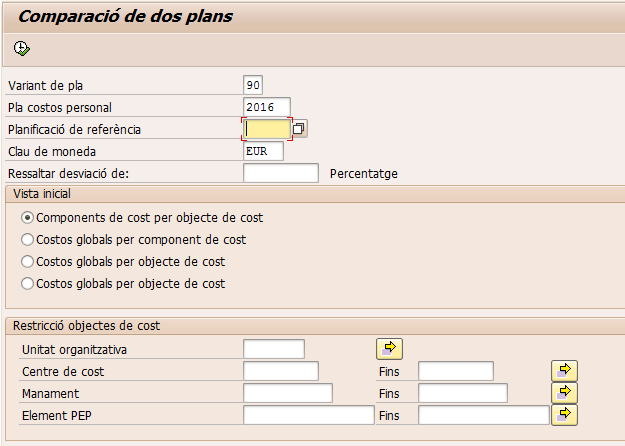 Comparació de dos plans
Variant de pla 90
Pla costos personal 2016
Planificació de referència
Clau de moneda EUR
Ressaltar desviació de: Percentatge
Vista inicial
Components de cost per objecte de cost
Costos globals per component de cost
Costos globals per objecte de cost
Costos globals per objecte de cost
Restricció objectes de cost
Unitat organitzativa
Centre de cost Fins
Manament Fins
Element PEP Fins